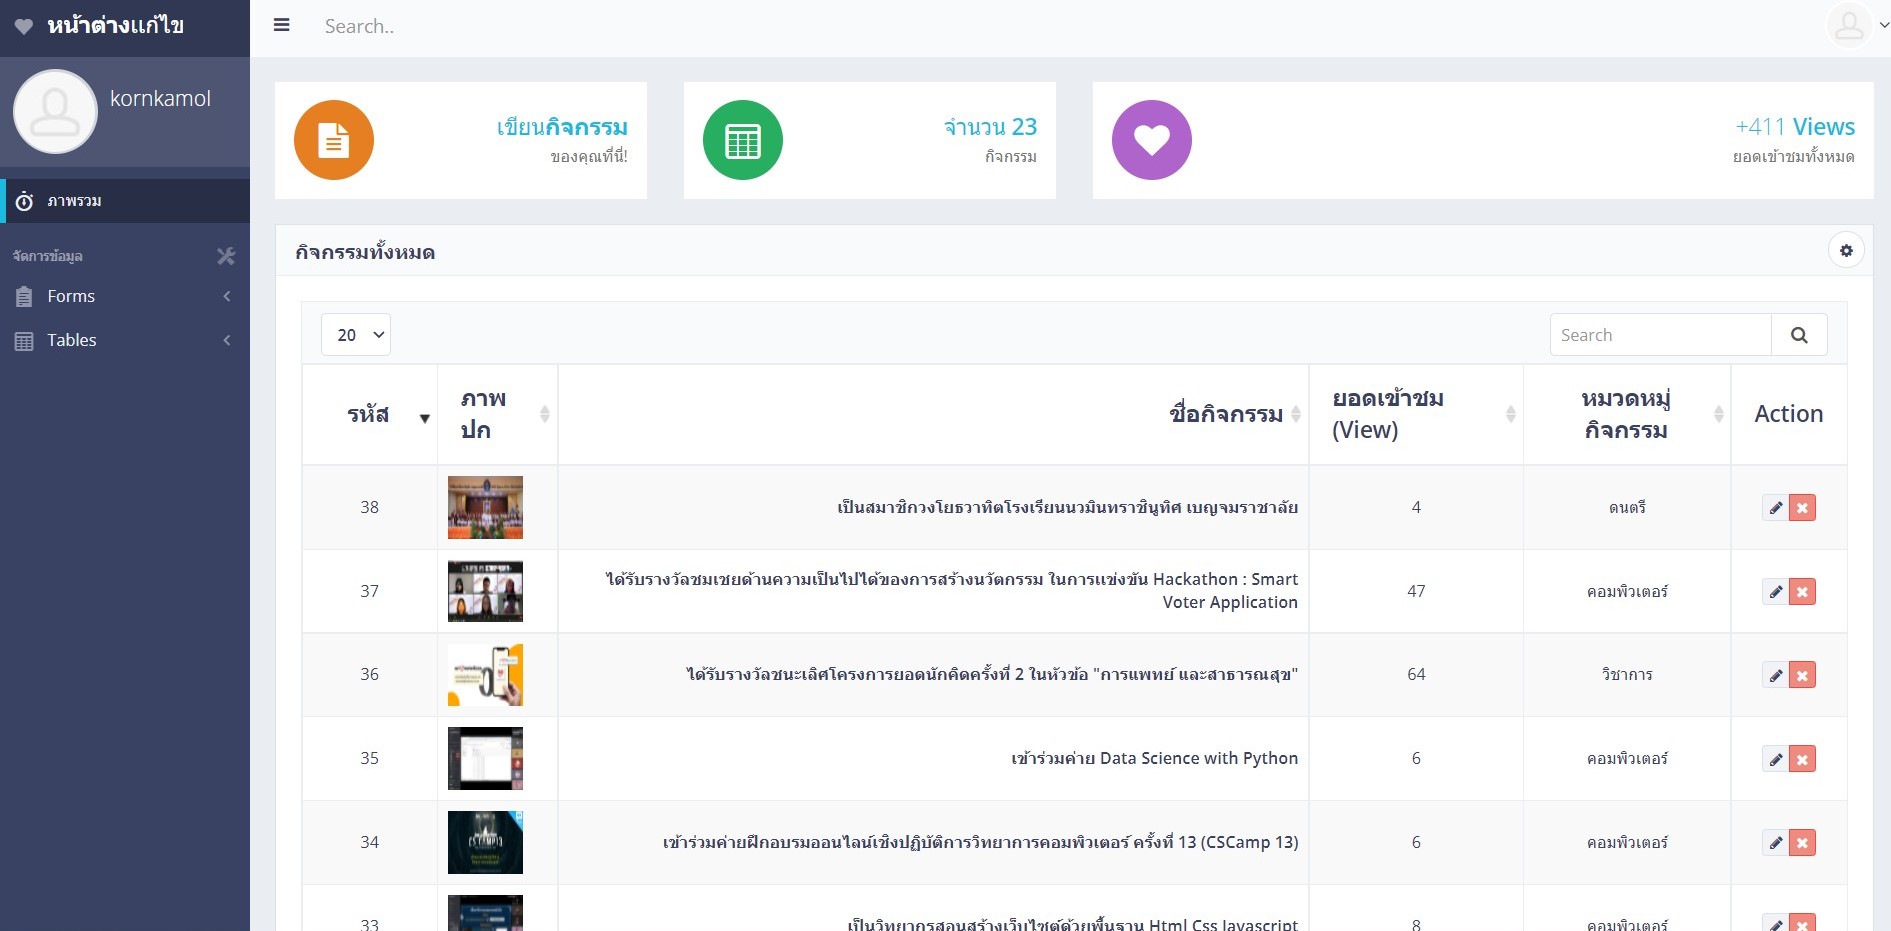 หน้าต่างแก้ไข
Search..
kornkamol
ภาพรวม
จัดการข้อมูล
Forms
Tables
เขียนกิจกรรม
ของคุณที่นี่!
จำนวน 23
กิจกรรม
+411 Views
ยอดเข้าชมทั้งหมด
กิจกรรมทั้งหมด
20
Search
รหัส
ภาพ
ปก
ชื่อกิจกรรม
ยอดเข้าชม
(View)
หมวดหมู่
กิจกรรม
Action
38
เป็นสมาชิกวงโยธวาทิตโรงเรียนนวมินทราชินูทิศ เบญจมราชาลัย
4
ดนตรี
37
ได้รับรางวัลชมเชยด้านความเป็นไปได้ของการสร้างนวัตกรรม ในการแข่งขัน Hackathon : Smart
Voter Application
47
คอมพิวเตอร์
36
ได้รับรางวัลชนะเลิศโครงการยอดนักคิดครั้งที่ 2 ในหัวข้อ "การแพทย์ และสาธารณสุข"
64
วิชาการ
35
เข้าร่วมค่าย Data Science with Python
6
คอมพิวเตอร์
34
เข้าร่วมค่ายฝึกอบรมออนไลน์เชิงปฏิบัติการวิทยาการคอมพิวเตอร์ ครั้งที่ 13 (CSCamp 13)
6
คอมพิวเตอร์
33
เป็นวิทยากรสอนสร้างเว็บไซต์ด้วยพื้นฐาน Html Css Javascript
8
คอมพิวเตอร์